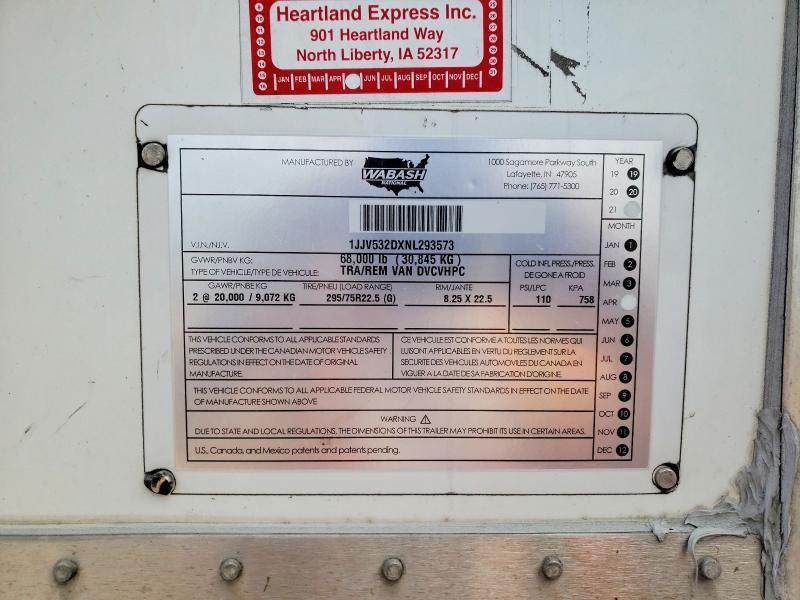 Heartland Express Inc.
901 Heartland Way
North Liberty, IA 52317
JAN FEB MAR APR JUN JUL AUG SEP OCT NOV DEC
MANUFACTURED BY
WABASH
NATIONAL
1000 Sagamore Parkway South
Lafayette, IN 47905
Phone: (765) 771-5300
YEAR
19 19
20 20
21
V.I.N./N.I.V. 1JJV532DXNL293573
GVWR/PNBV KG: 68,000 lb ( 30,845 KG )
TYPE OF VEHICLE/TYPE DE VEHICULE: TRA/REM VAN DVCVHPC
COLD INFL PRESS./PRESS.
DE GONE A FROID
GAWR/PNBE KG TIRE/PNEU (LOAD RANGE) RIM/JANTE PSI/LPC KPA
2 @ 20,000 / 9,072 KG 295/75R22.5 (G) 8.25 X 22.5 110 758
THIS VEHICLE CONFORMS TO ALL APPLICABLE STANDARDS
PRESCRIBED UNDER THE CANADIAN MOTOR VEHICLE SAFETY
REGULATIONS IN EFFECT ON THE DATE OF ORIGINAL
MANUFACTURE.
CE VEHICULE EST CONFORME A TOUTES LES NORMES QUI
LUISONT APPLICABLES EN VERTU DU REGLEMENT SUR LA
SECURITE DES VEHICULES AUTOMOVILES DU CANADA EN
VIGUER A LA DATE DE SA FABRICATION D'ORIGINE.
THIS VEHICLE CONFORMS TO ALL APPLICABLE FEDERAL MOTOR VEHICLE SAFETY STANDARDS IN EFFECT ON THE DATE
OF MANUFACTURE SHOWN ABOVE
WARNING
DUE TO STATE AND LOCAL REGULATIONS, THE DIMENSIONS OF THIS TRAILER MAY PROHIBIT ITS USE IN CERTAIN AREAS.
U.S., Canada, and Mexico patents and patents pending.
MONTH
JAN 1
FEB 2
MAR 3
APR
MAY 5
JUN 6
JUL 7
AUG 8
SEP 9
OCT 10
NOV 11
DEC 12